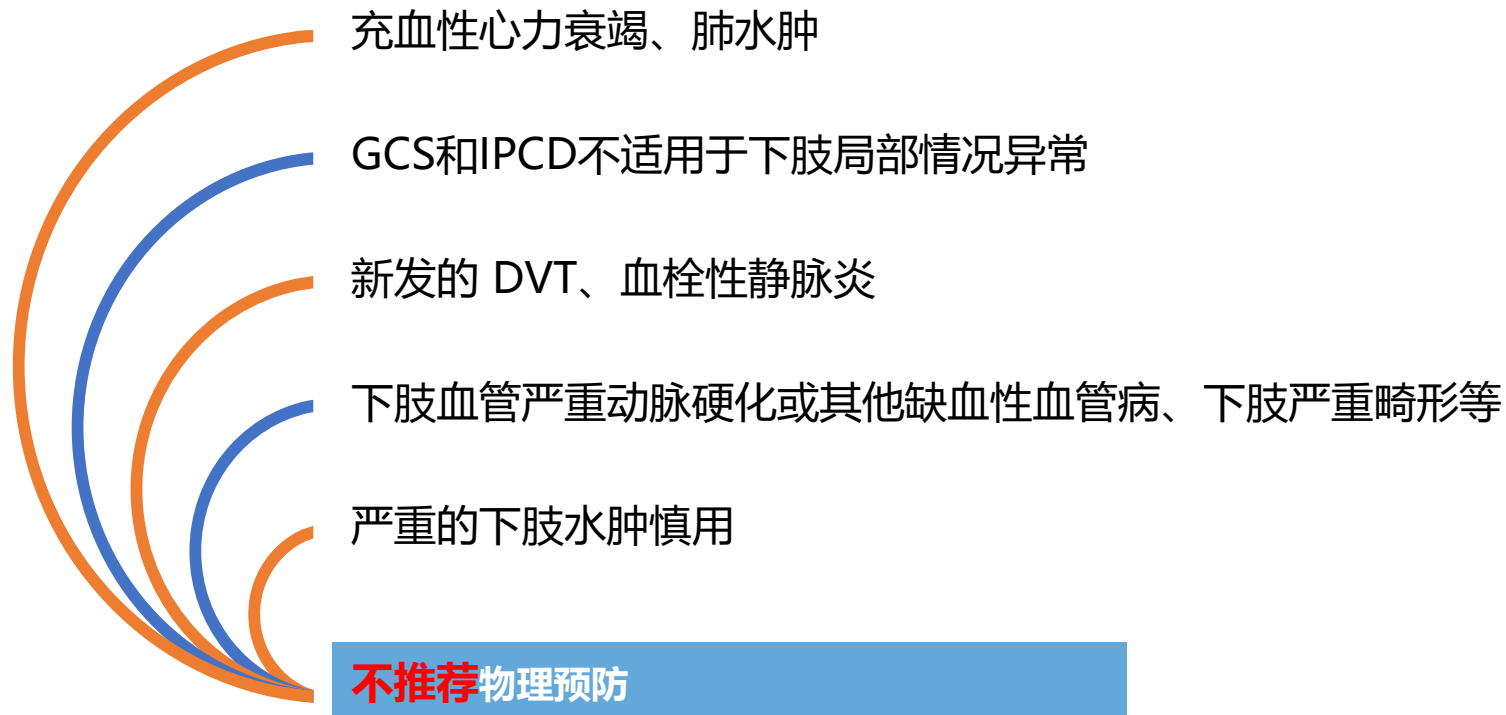 充血性心力衰竭、肺水肿
GCS和IPCD不适用于下肢局部情况异常
新发的 DVT、血栓性静脉炎
下肢血管严重动脉硬化或其他缺血性血管病、下肢严重畸形等
严重的下肢水肿慎用
不推荐物理预防